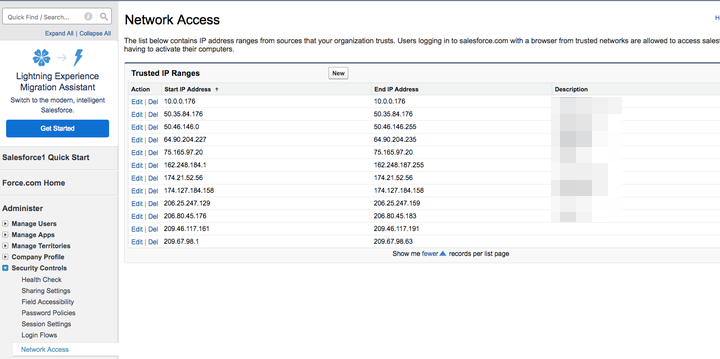 Quick Find / Search...
Expand All | Collapse All
Lightning Experience
Migration Assistant
Switch to the modern, intelligent
Salesforce.
Get Started
Salesforce1 Quick Start
Force.com Home
Administer
Manage Users
Manage Apps
Manage Territories
Company Profile
Security Controls
Health Check
Sharing Settings
Field Accessibility
Password Policies
Session Settings
Login Flows
Network Access
Network Access
The list below contains IP address ranges from sources that your organization trusts. Users logging in to salesforce.com with a browser from trusted networks are allowed to access
having to activate their computers.
Trusted IP Ranges New
Action Start IP Address ↑ End IP Address Description
Edit | Del 10.0.0.176 10.0.0.176
Edit | Del 50.35.84.176 50.35.84.176
Edit | Del 50.46.146.0 50.46.146.255
Edit | Del 64.90.204.227 64.90.204.235
Edit | Del 75.165.97.20 75.165.97.20
Edit | Del 162.248.184.1 162.248.187.255
Edit | Del 174.21.52.56 174.21.52.56
Edit | Del 174.127.184.158 174.127.184.158
Edit | Del 206.25.247.129 206.25.247.159
Edit | Del 206.80.45.176 206.80.45.183
Edit | Del 209.46.117.161 209.46.117.191
Edit | Del 209.67.98.1 209.67.98.63
Show me fewer records per list page